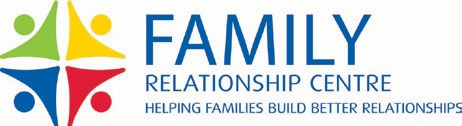 FAMILY
RELATIONSHIP CENTRE
HELPING FAMILIES BUILD BETTER RELATIONSHIPS